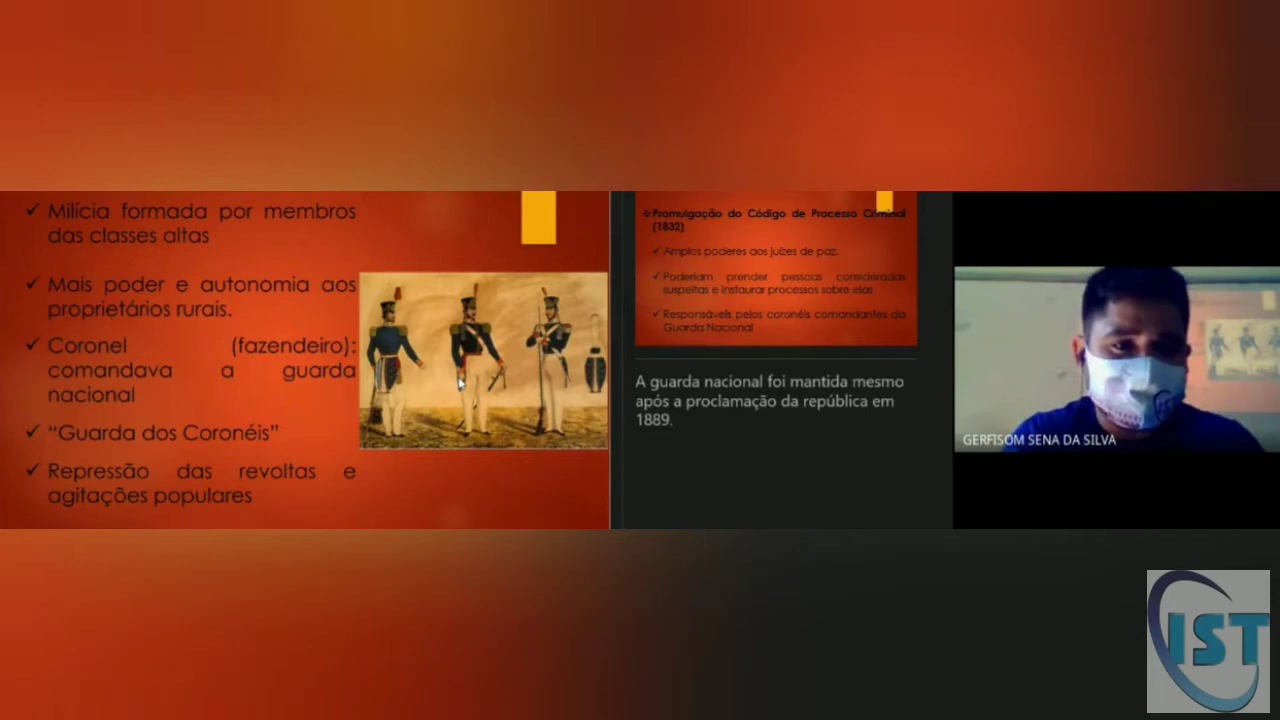 Milícia formada por membros
das classes altas
Mais poder e autonomia aos
proprietários rurais.
Coronel (fazendeiro):
comandava a guarda
nacional
“Guarda dos Coronéis”
Repressão das revoltas e
agitações populares
Promulgação do Código de Processo Criminal
(1832)
Amplos poderes aos juízes de paz.
Poderiam prender pessoas consideradas
suspeitas e instaurar processos sobre elas
Responsáveis pelos coronéis comandantes da
Guarda Nacional
A guarda nacional foi mantida mesmo
após a proclamação da república em
1889.
GERFISOM SENA DA SILVA
IST